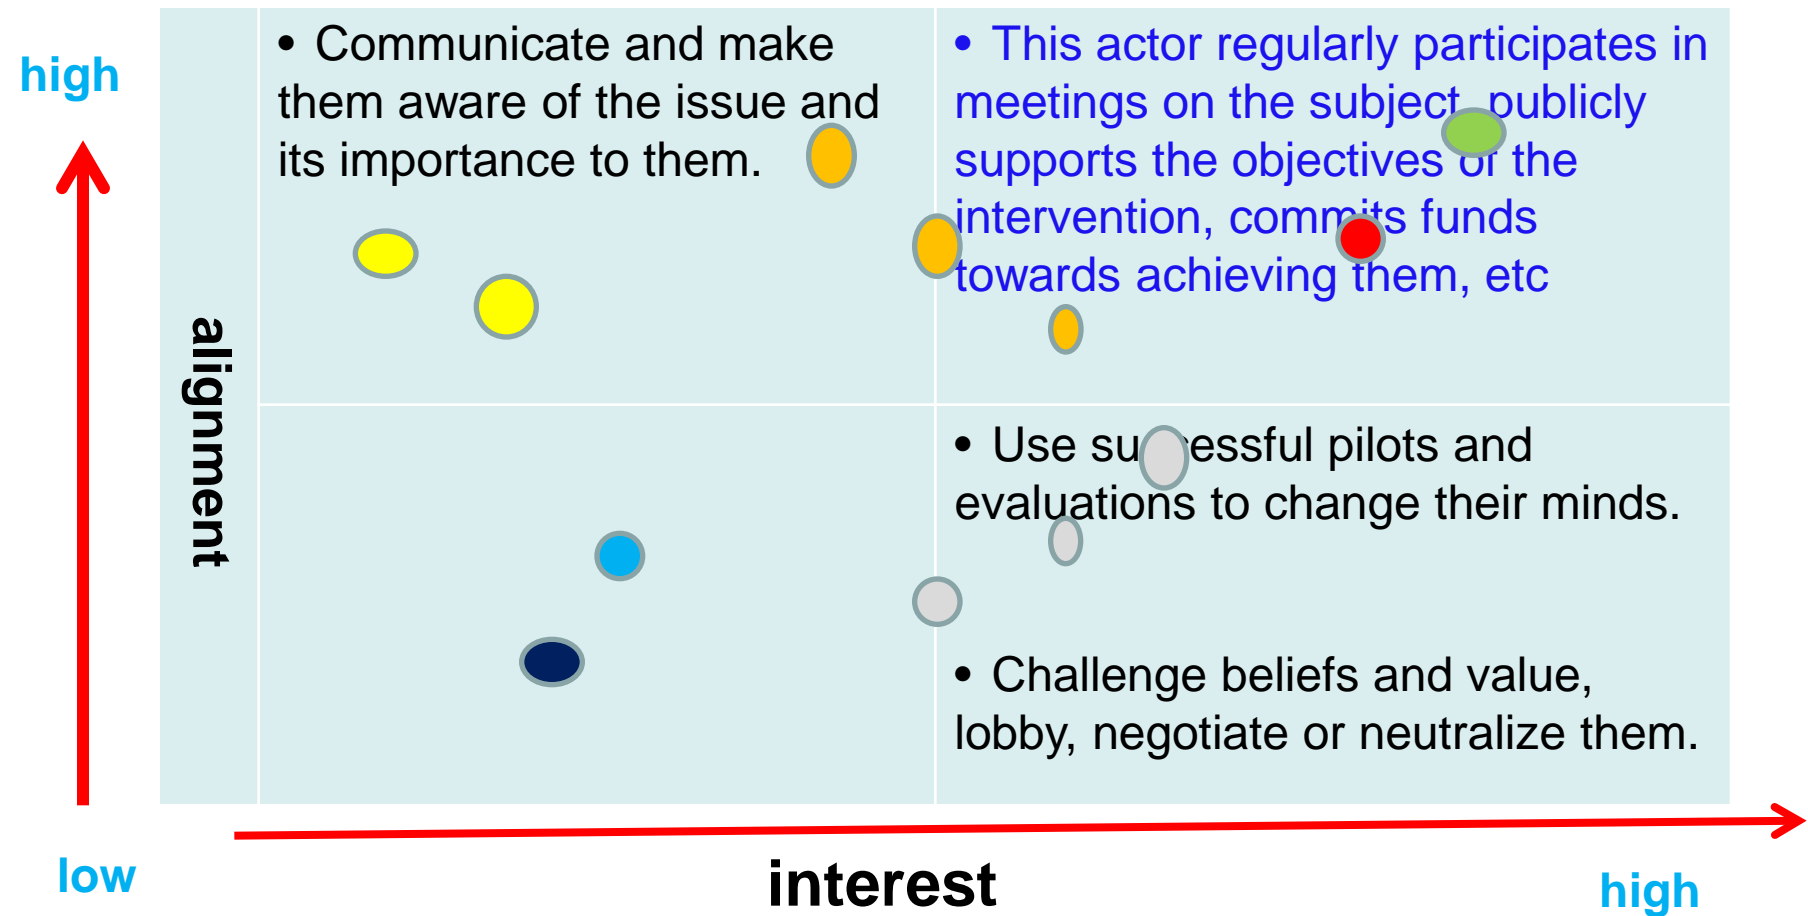 high
• Communicate and make
them aware of the issue and
its importance to them.
• This actor regularly participates in
meetings on the subject, publicly
supports the objectives of the
intervention, commits funds
towards achieving them, etc
alignment
• Use successful pilots and
evaluations to change their minds.
• Challenge beliefs and value,
lobby, negotiate or neutralize them.
low
interest
high